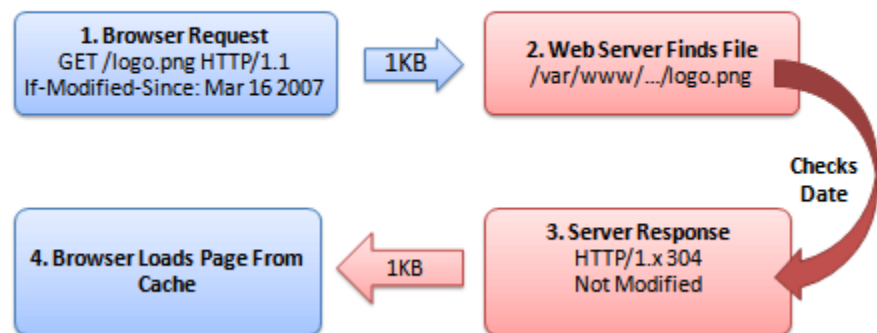 1. Browser Request
GET /logo.png HTTP/1.1
If-Modified-Since: Mar 16 2007
1KB
2. Web Server Finds File
/var/www/.../logo.png
Checks
Date
3. Server Response
HTTP/1.x 304
Not Modified
1KB
4. Browser Loads Page From
Cache